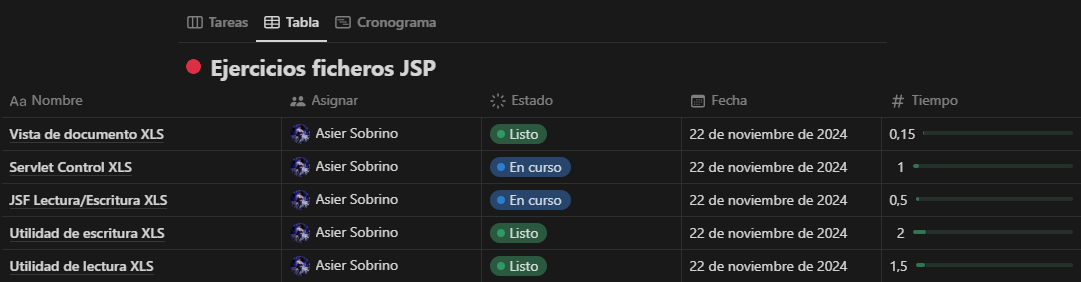 Tareas Tabla Cronograma
Ejercicios ficheros JSP
Aa Nombre Asignar Estado Fecha # Tiempo
Vista de documento XLS Asier Sobrino Listo 22 de noviembre de 2024 0,15
Servlet Control XLS Asier Sobrino En curso 22 de noviembre de 2024 1
JSF Lectura/Escritura XLS Asier Sobrino En curso 22 de noviembre de 2024 0,5
Utilidad de escritura XLS Asier Sobrino Listo 22 de noviembre de 2024 2
Utilidad de lectura XLS Asier Sobrino Listo 22 de noviembre de 2024 1,5